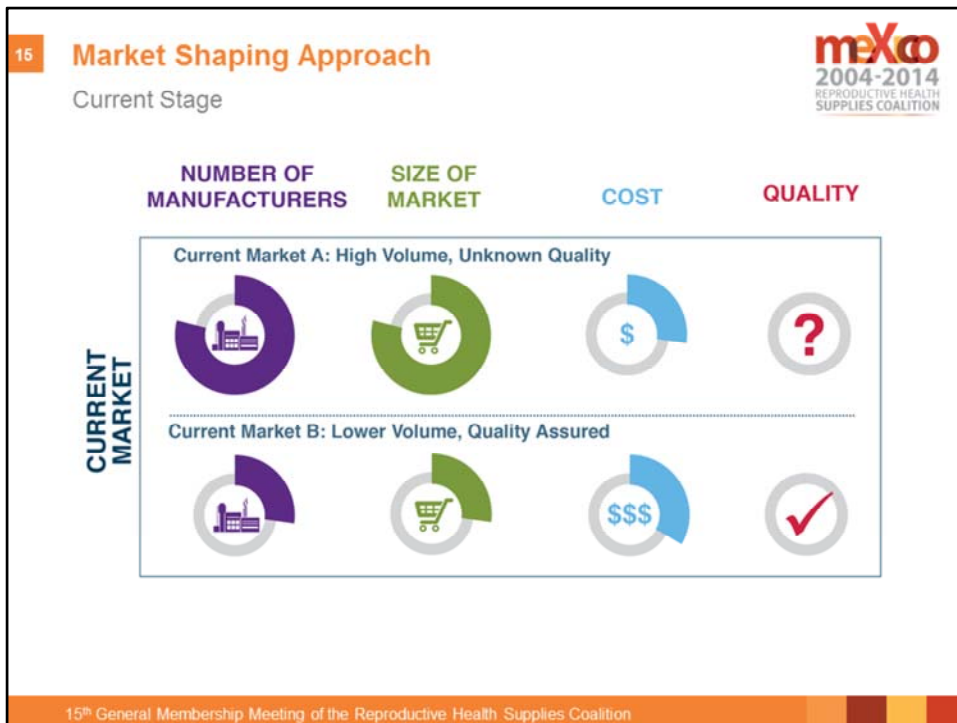 15
Market Shaping Approach
Current Stage
meXico
2004-2014
REPRODUCTIVE HEALTH
SUPPLIES COALITION
NUMBER OF
MANUFACTURERS
SIZE OF
MARKET
COST
QUALITY
CURRENT
MARKET
Current Market A: High Volume, Unknown Quality
$
?
Current Market B: Lower Volume, Quality Assured
$$$
15th General Membership Meeting of the Reproductive Health Supplies Coalition